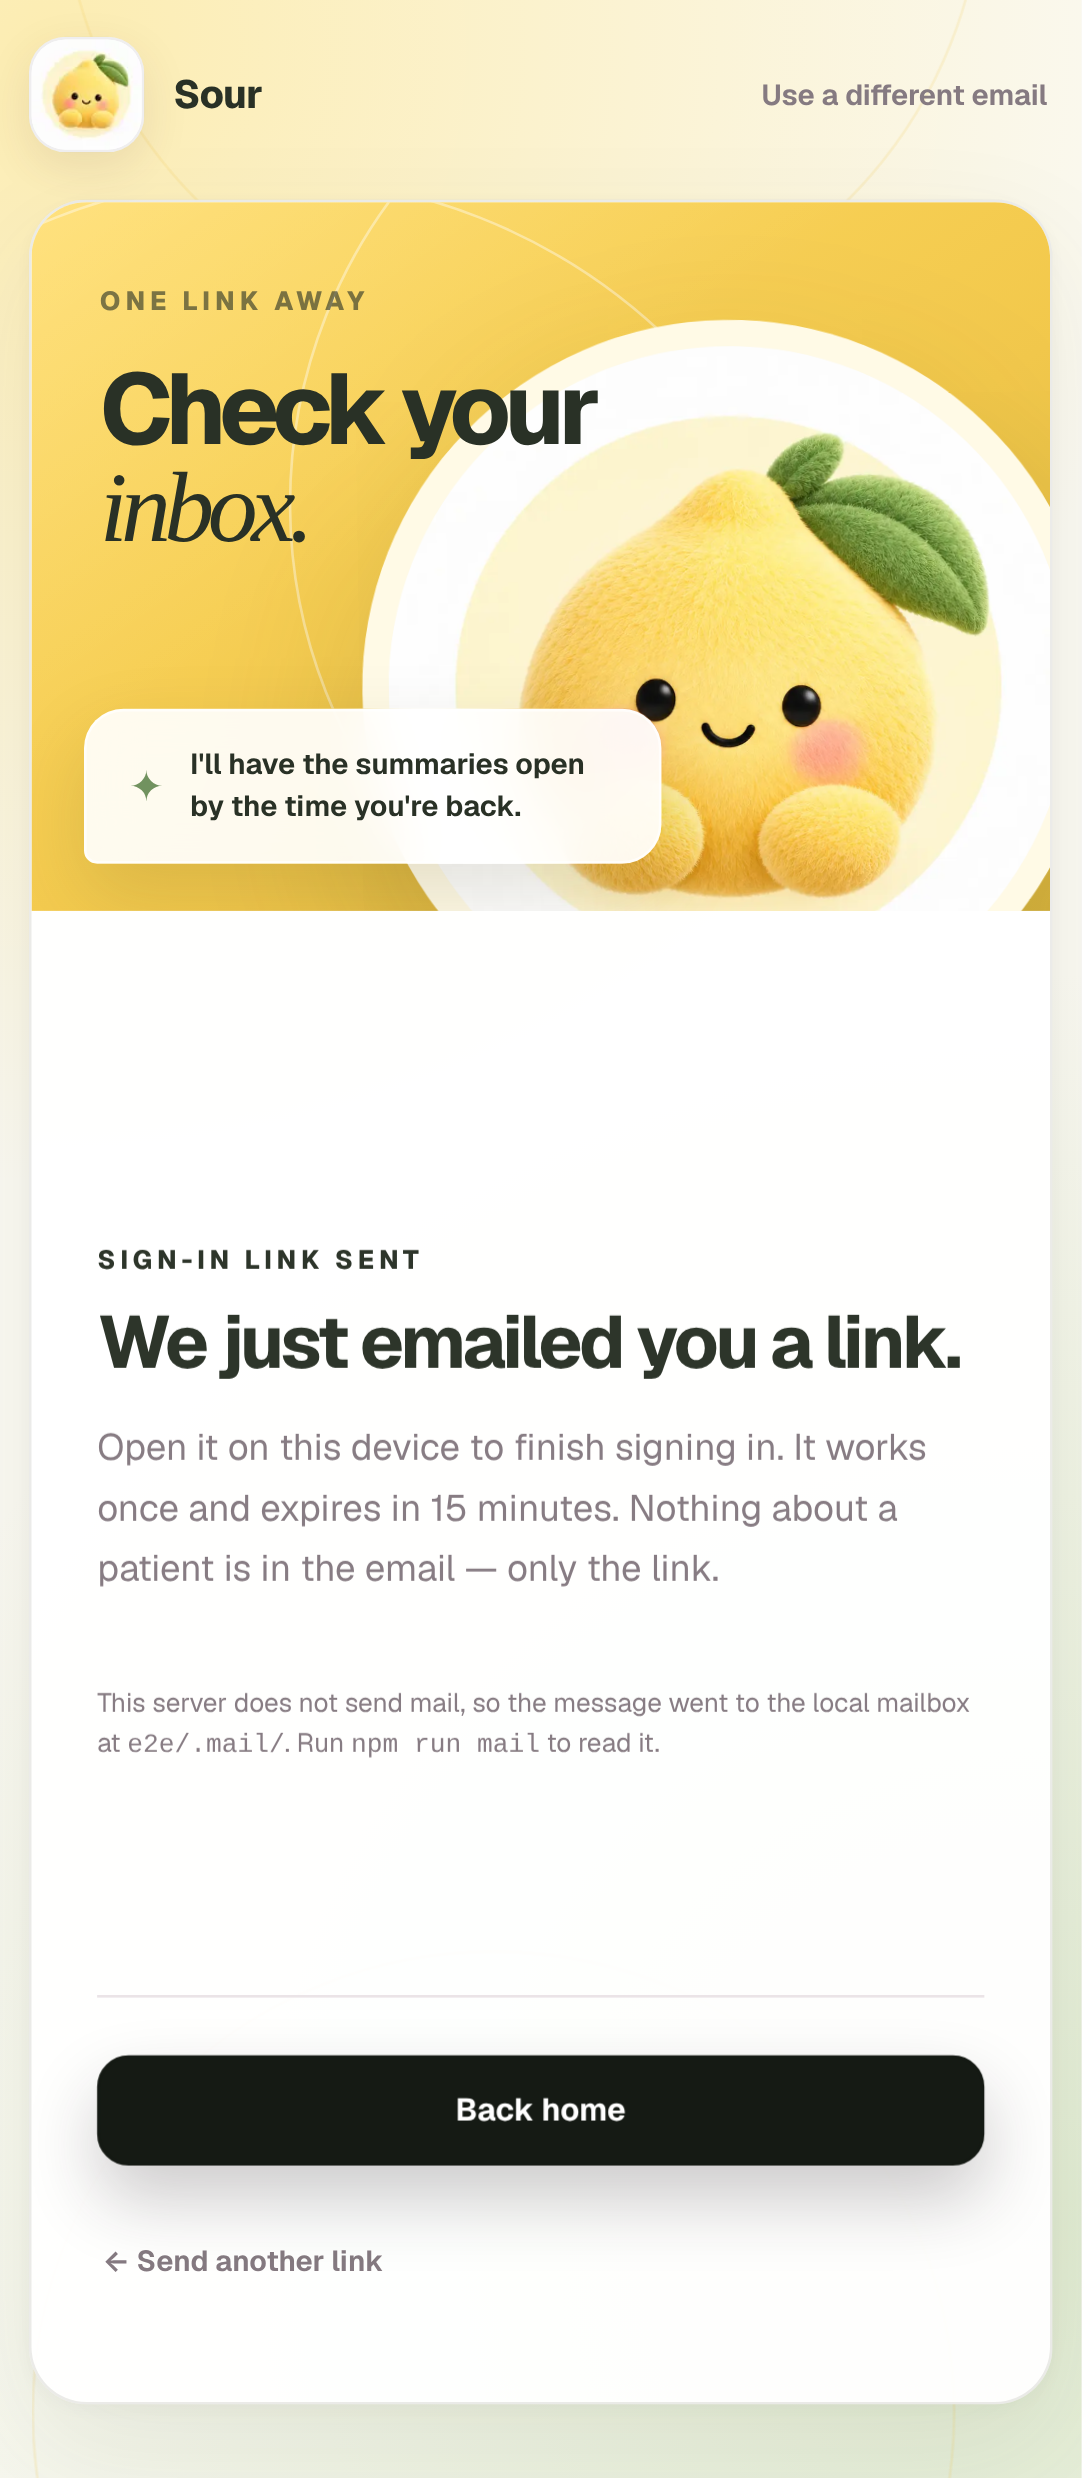 Sour
Use a different email
ONE LINK AWAY
Check your
inbox.
I'll have the summaries open
by the time you're back.
SIGN-IN LINK SENT
We just emailed you a link.
Open it on this device to finish signing in. It works
once and expires in 15 minutes. Nothing about a
patient is in the email — only the link.
This server does not send mail, so the message went to the local mailbox
at e2e/.mail/. Run npm run mail to read it.
Back home
← Send another link